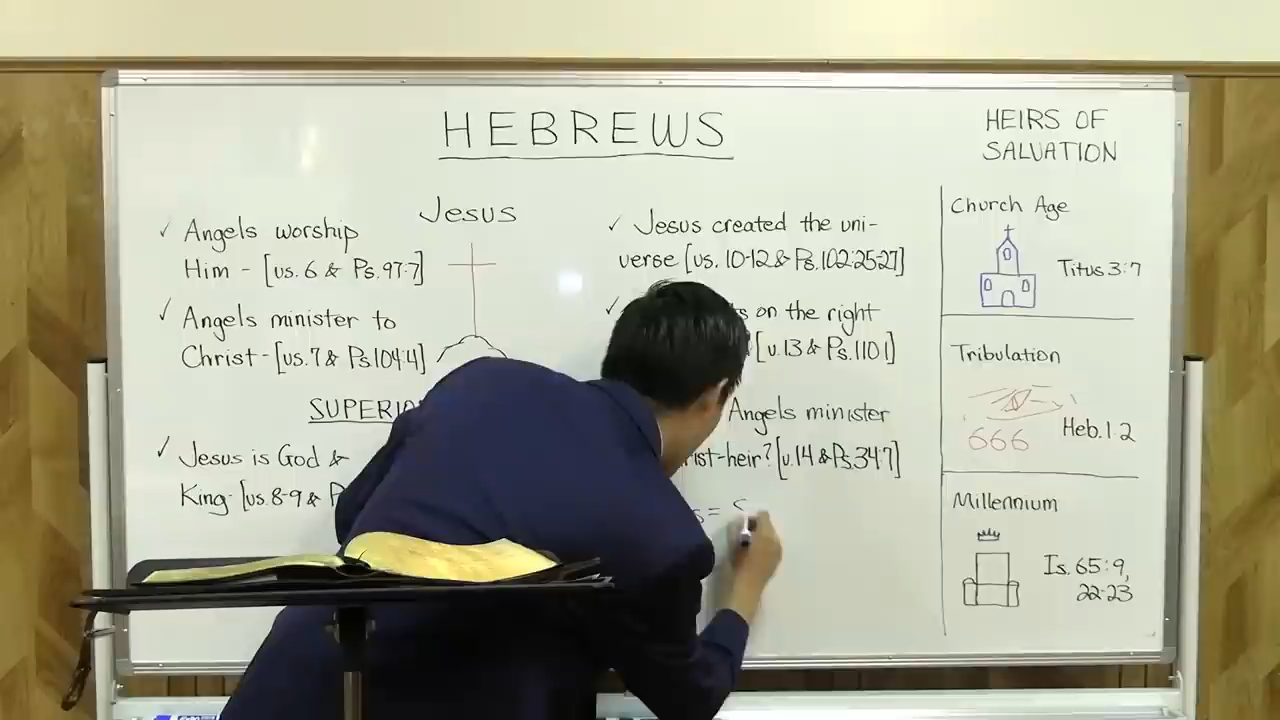 HEBREWS
Jesus
✓ Angels worship
Him - [vs. 6 & Ps. 97:7]
✓ Angels minister to
Christ - [vs. 7 & Ps. 104:4]
✓ Jesus is God &
King - [vs. 8-9 &
✓ Jesus created the uni-
verse [vs. 10-12 & Ps. 102:25-27]
✓ on the right
[v. 13 & Ps. 110:1]
Angels minister
heir? [v. 14 & Ps. 34:7]
=
HEIRS OF
SALVATION
Church Age
Titus 3:7
Tribulation
666
Heb. 1:2
Millennium
Is. 65:9,
22-23